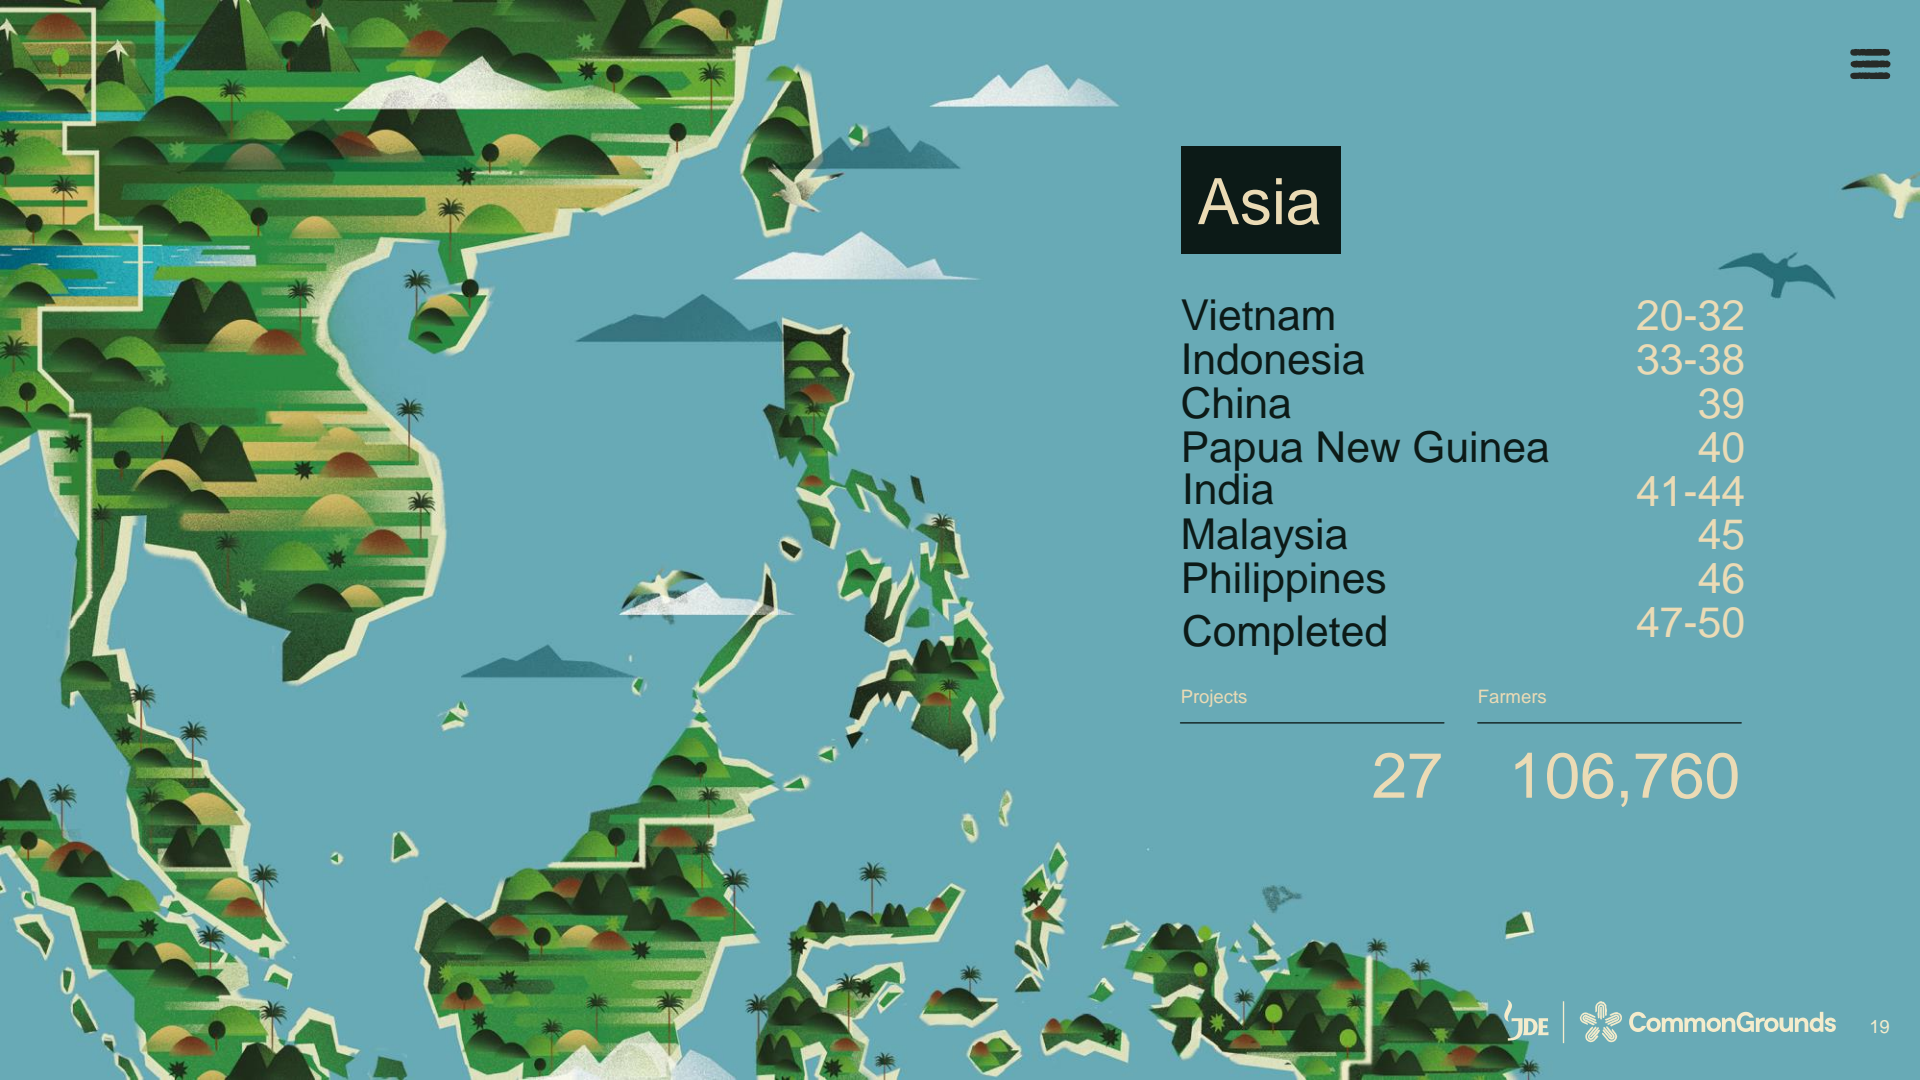 Asia
Vietnam 20-32
Indonesia 33-38
China 39
Papua New Guinea 40
India 41-44
Malaysia 45
Philippines 46
Completed 47-50
Projects Farmers
27 106,760
JDE CommonGrounds 19